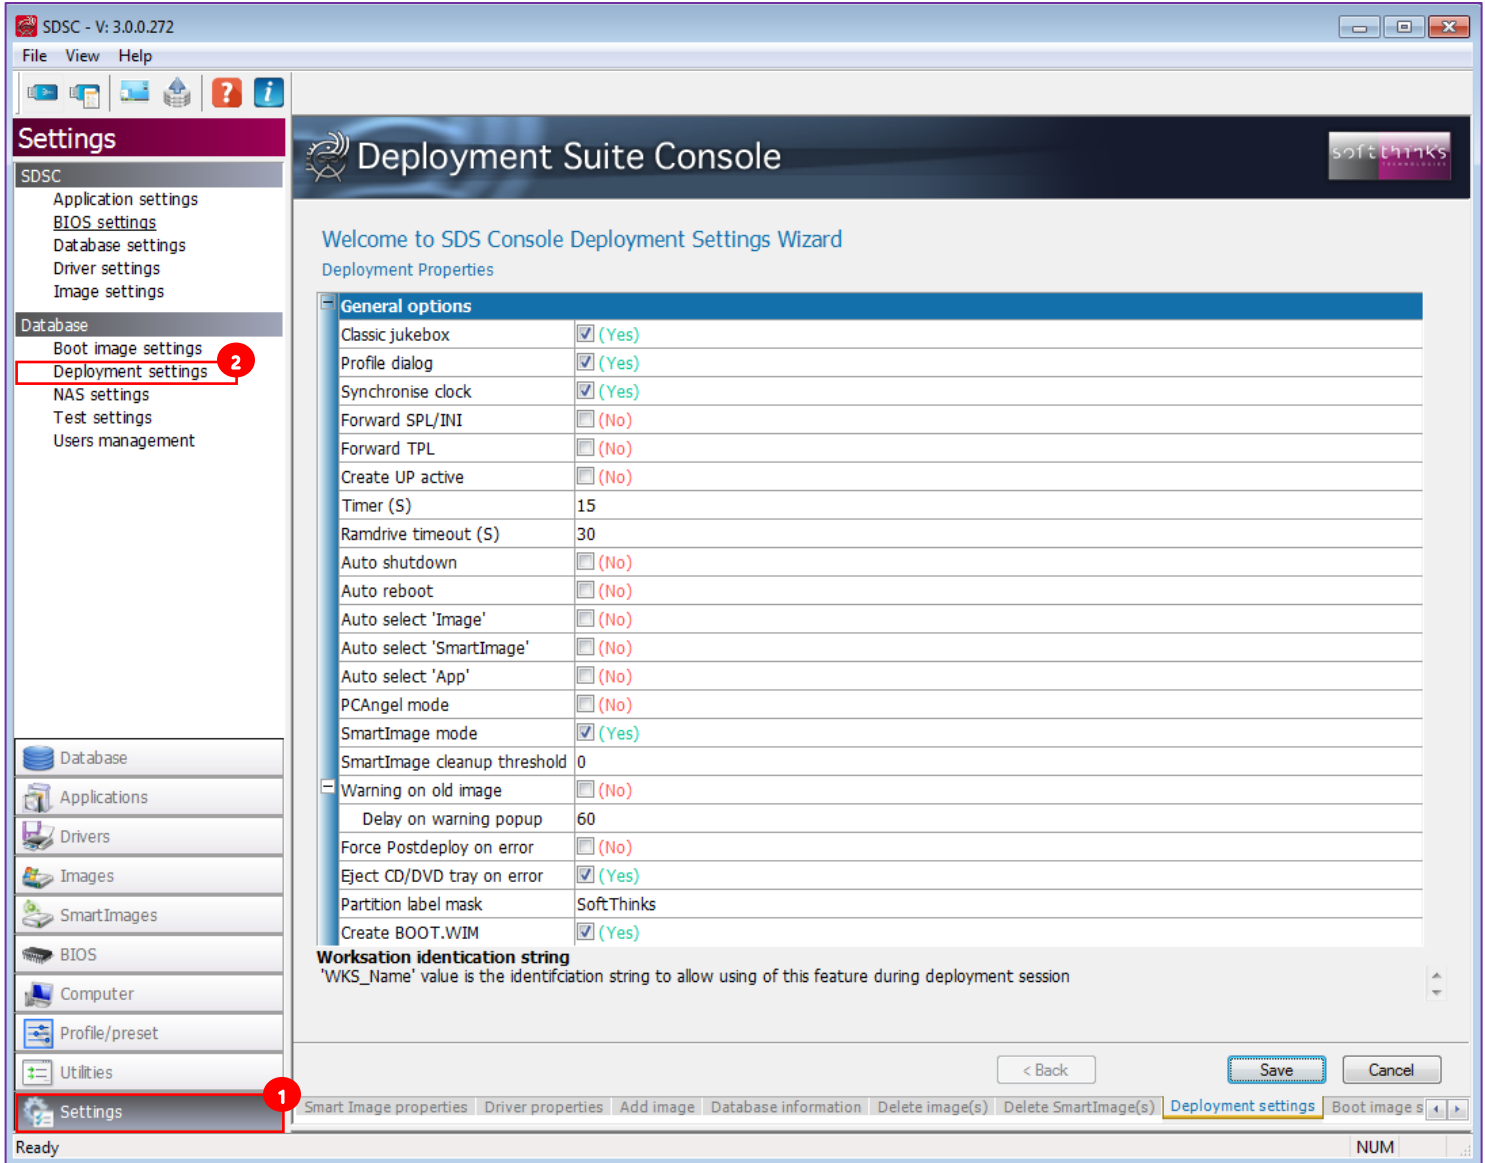 SDSC - V: 3.0.0.272
File View Help
Settings
SDSC
Application settings
BIOS settings
Database settings
Driver settings
Image settings
Database
Boot image settings
Deployment settings
2
NAS settings
Test settings
Users management
Database
Applications
Drivers
Images
SmartImages
BIOS
Computer
Profile/preset
Utilities
Settings
1
Deployment Suite Console
softthinks
TECHNOLOGIES
Welcome to SDS Console Deployment Settings Wizard
Deployment Properties
General options
Classic jukebox (Yes)
Profile dialog (Yes)
Synchronise clock (Yes)
Forward SPL/INI (No)
Forward TPL (No)
Create UP active (No)
Timer (S) 15
Ramdrive timeout (S) 30
Auto shutdown (No)
Auto reboot (No)
Auto select 'Image' (No)
Auto select 'SmartImage' (No)
Auto select 'App' (No)
PCAngel mode (No)
SmartImage mode (Yes)
SmartImage cleanup threshold 0
Warning on old image (No)
Delay on warning popup 60
Force Postdeploy on error (No)
Eject CD/DVD tray on error (Yes)
Partition label mask SoftThinks
Create BOOT.WIM (Yes)
Worksation identication string
'WKS_Name' value is the identifciation string to allow using of this feature during deployment session
< Back Save Cancel
Smart Image properties Driver properties Add image Database information Delete image(s) Delete SmartImage(s) Deployment settings Boot image s
Ready NUM